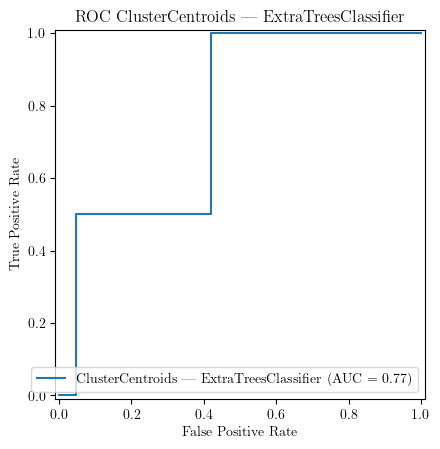 ROC ClusterCentroids — ExtraTreesClassifier
1.0
0.8
0.6
0.4
0.2
0.0
True Positive Rate
ClusterCentroids — ExtraTreesClassifier (AUC = 0.77)
0.0 0.2 0.4 0.6 0.8 1.0
False Positive Rate